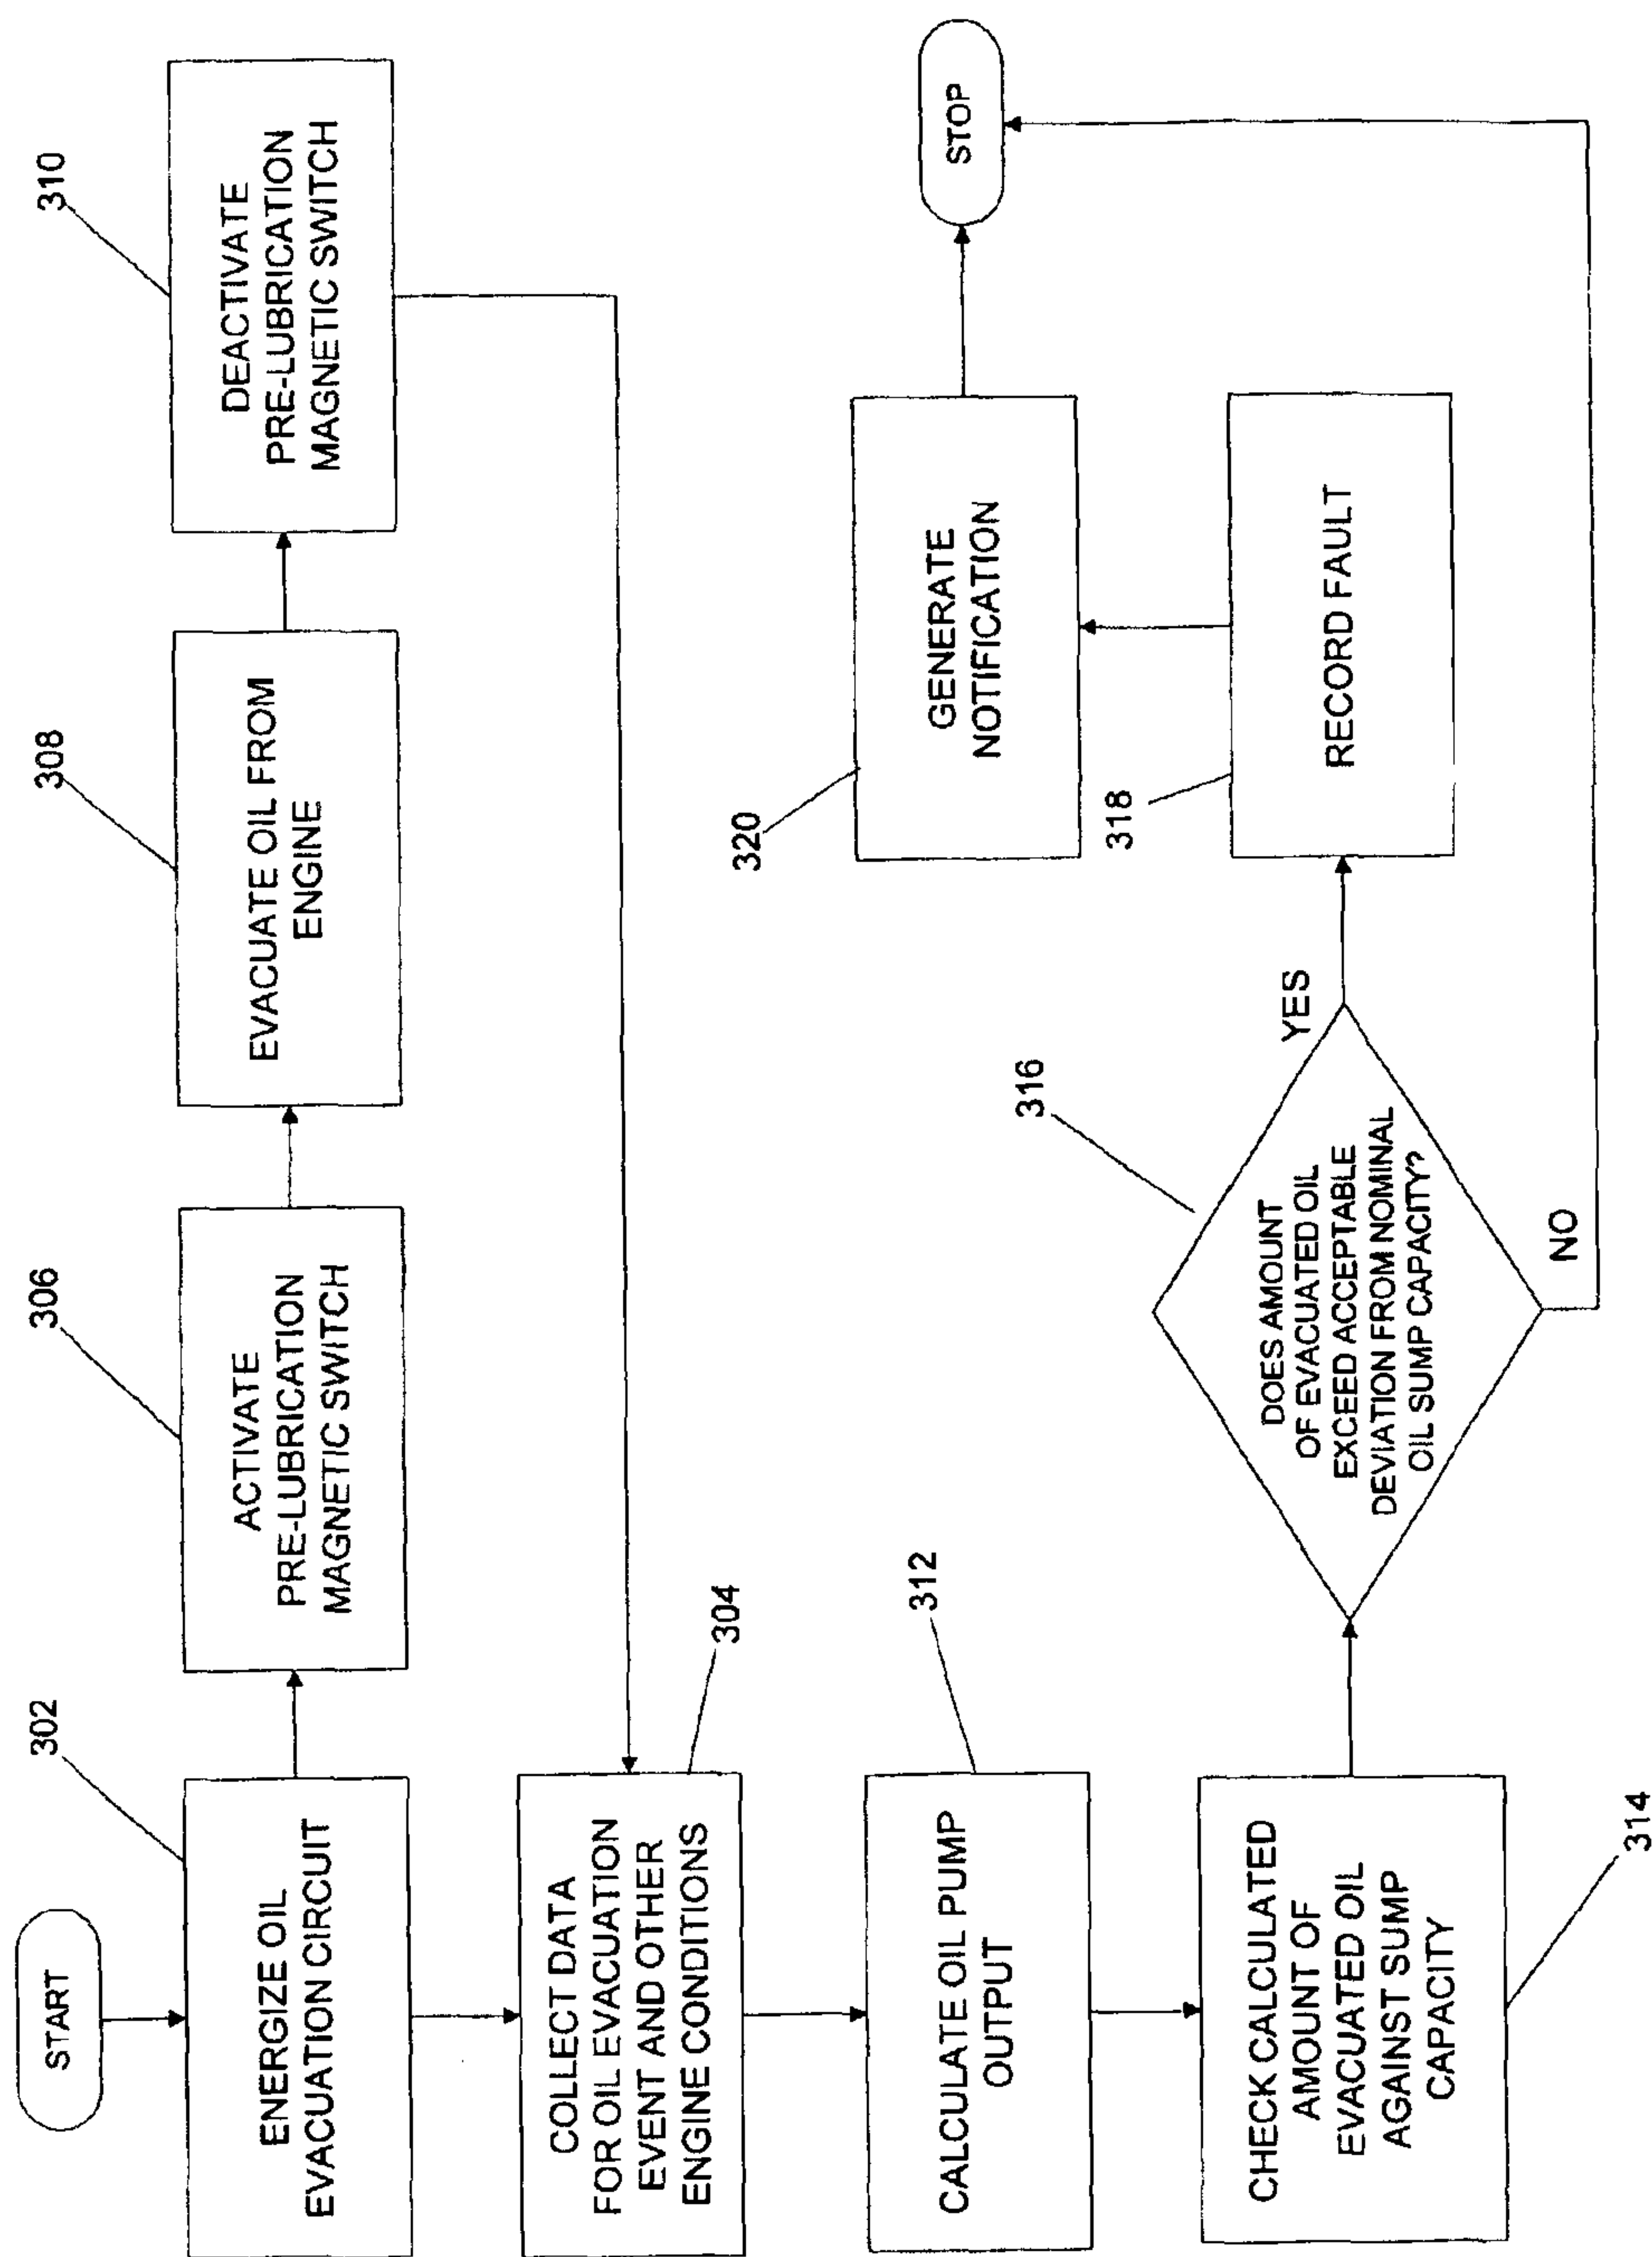 START
302
ENERGIZE OIL
EVACUATION CIRCUIT
306
ACTIVATE
PRE-LUBRICATION
MAGNETIC SWITCH
308
EVACUATE OIL FROM
ENGINE
310
DEACTIVATE
PRE-LUBRICATION
MAGNETIC SWITCH
COLLECT DATA
FOR OIL EVACUATION
EVENT AND OTHER
ENGINE CONDITIONS
304
CALCULATE OIL PUMP
OUTPUT
312
CHECK CALCULATED
AMOUNT OF
EVACUATED OIL
AGAINST SUMP
CAPACITY
314
316
DOES AMOUNT
OF EVACUATED OIL
EXCEED ACCEPTABLE
DEVIATION FROM NOMINAL
OIL SUMP CAPACITY?
YES
NO
318
RECORD FAULT
320
GENERATE
NOTIFICATION
STOP